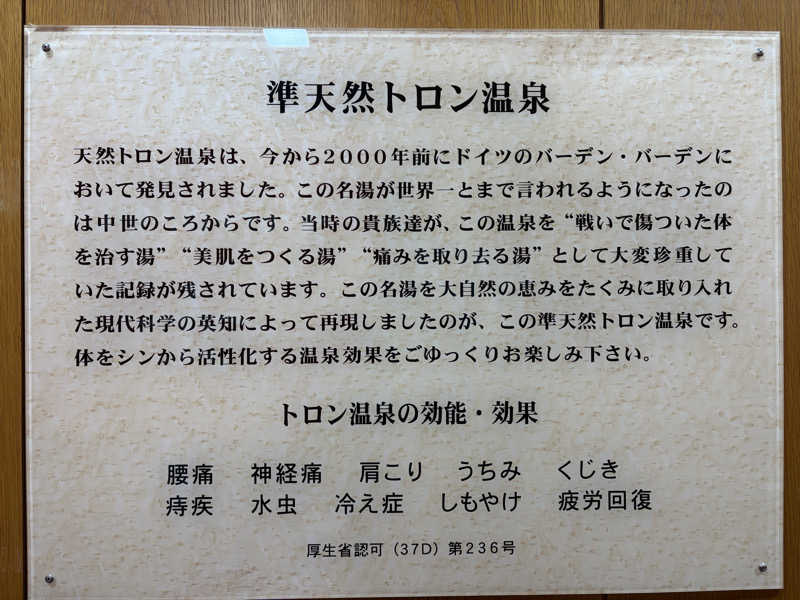 準天然トロン温泉
天然トロン温泉は、今から2000年前にドイツのバーデン・バーデンに
おいて発見されました。この名湯が世界一とまで言われるようになったの
は中世のころからです。当時の貴族達が、この温泉を“戦いで傷ついた体
を治す湯”“美肌をつくる湯”“痛みを取り去る湯”として大変珍重して
いた記録が残されています。この名湯を大自然の恵みをたくみに取り入れ
た現代科学の英知によって再現しましたのが、この準天然トロン温泉です。
体をシンから活性化する温泉効果をごゆっくりお楽しみ下さい。
トロン温泉の効能・効果
腰痛 神経痛 肩こり うちみ くじき
痔疾 水虫 冷え症 しもやけ 疲労回復
厚生省認可（37D）第236号